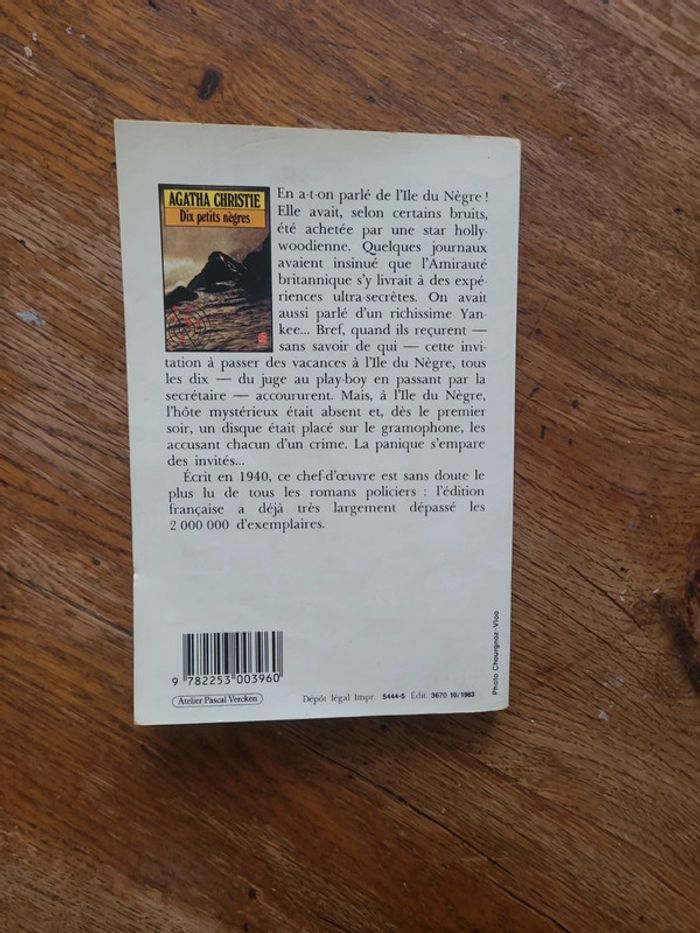 AGATHA CHRISTIE
Dix petits nègres
En a-t-on parlé de l'Ile du Nègre !
Elle avait, selon certains bruits,
été achetée par une star holly-
woodienne. Quelques journaux
avaient insinué que l'Amirauté
britannique s'y livrait à des expé-
riences ultra-secrètes. On avait
aussi parlé d'un richissime Yan-
kee... Bref, quand ils reçurent —
sans savoir de qui — cette invi-
tation à passer des vacances à l'Ile du Nègre, tous
les dix — du juge au play-boy en passant par la
secrétaire — accoururent. Mais, à l'Ile du Nègre,
l'hôte mystérieux était absent et, dès le premier
soir, un disque était placé sur le gramophone, les
accusant chacun d'un crime. La panique s'empare
des invités...
Écrit en 1940, ce chef-d'œuvre est sans doute le
plus lu de tous les romans policiers : l'édition
française a déjà très largement dépassé les
2 000 000 d'exemplaires.
9 782253 003960
Atelier Pascal Vercken
Dépôt légal Impr. 5444-5 Édit. 3670 10/1983